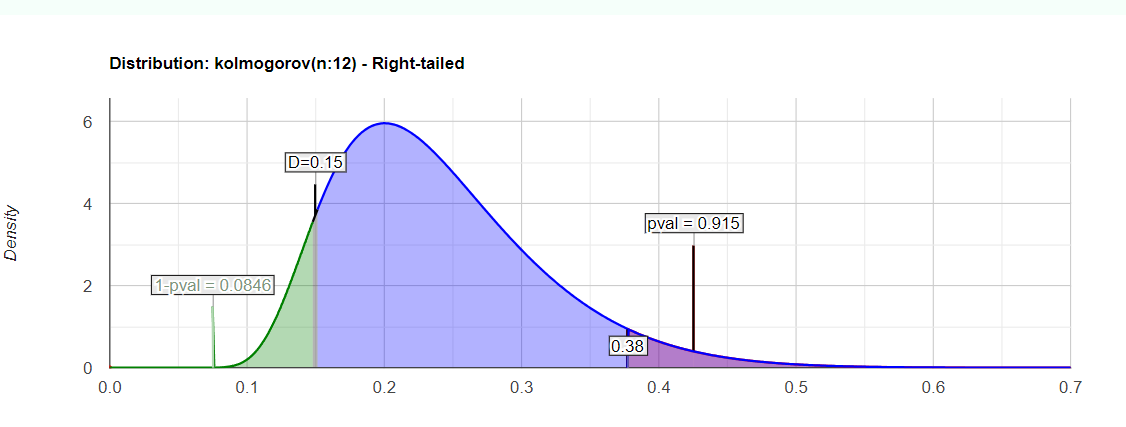 Distribution: kolmogorov(n:12) - Right-tailed
Density
6
4
2
0
D=0.15
pval = 0.915
1-pval = 0.0846
0.38
0.0 0.1 0.2 0.3 0.4 0.5 0.6 0.7